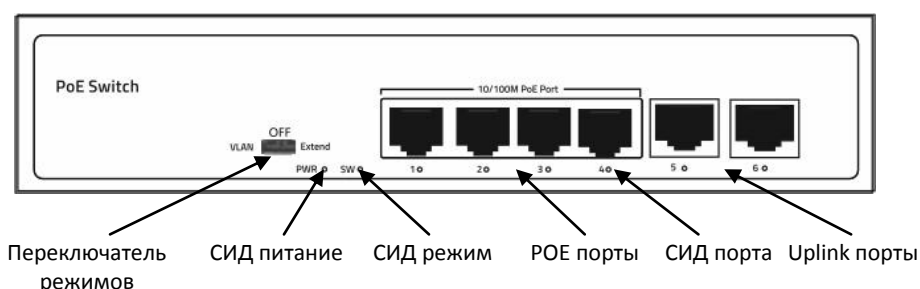 10/100M PoE Port
PoE Switch
OFF
VLAN Extend
PWR SW 1 2 3 4 5 6
Переключатель режимов
СИД питание
СИД режим
POE порты
СИД порта
Uplink порты